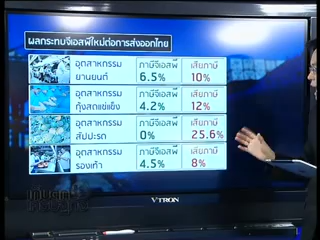 ผลกระทบจีเอสพีใหม่ต่อการส่งออกไทย
อุตสาหกรรม ภาษีจีเอสพี เสียภาษี
ยานยนต์ 6.5% 10%
อุตสาหกรรม ภาษีจีเอสพี เสียภาษี
กุ้งสดแช่แข็ง 4.2% 12%
อุตสาหกรรม ภาษีจีเอสพี เสียภาษี
สัปปะรด 0% 25.6%
อุตสาหกรรม ภาษีจีเอสพี เสียภาษี
รองเท้า 4.5% 8%
VTRON